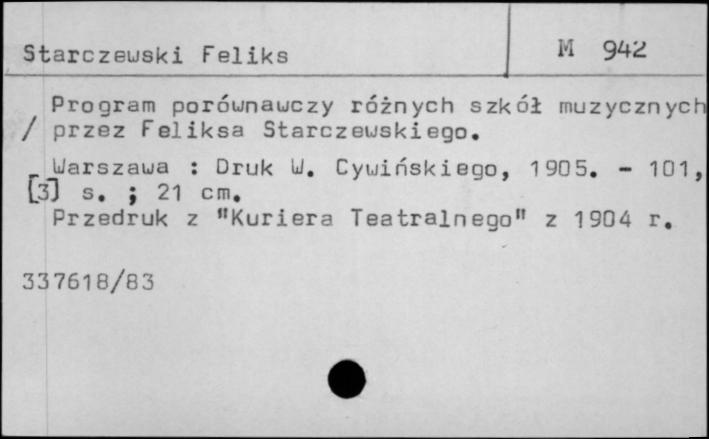 Starczewski Feliks
M 942
Program porównawczy różnych szkół muzycznych
/ przez Feliksa Starczewskiego.
Warszawa : Druk W. Cywińskiego, 1905. - 101,
[3] s. ; 21 cm.
Przedruk z "Kuriera Teatralnego" z 1904 r.
337618/83